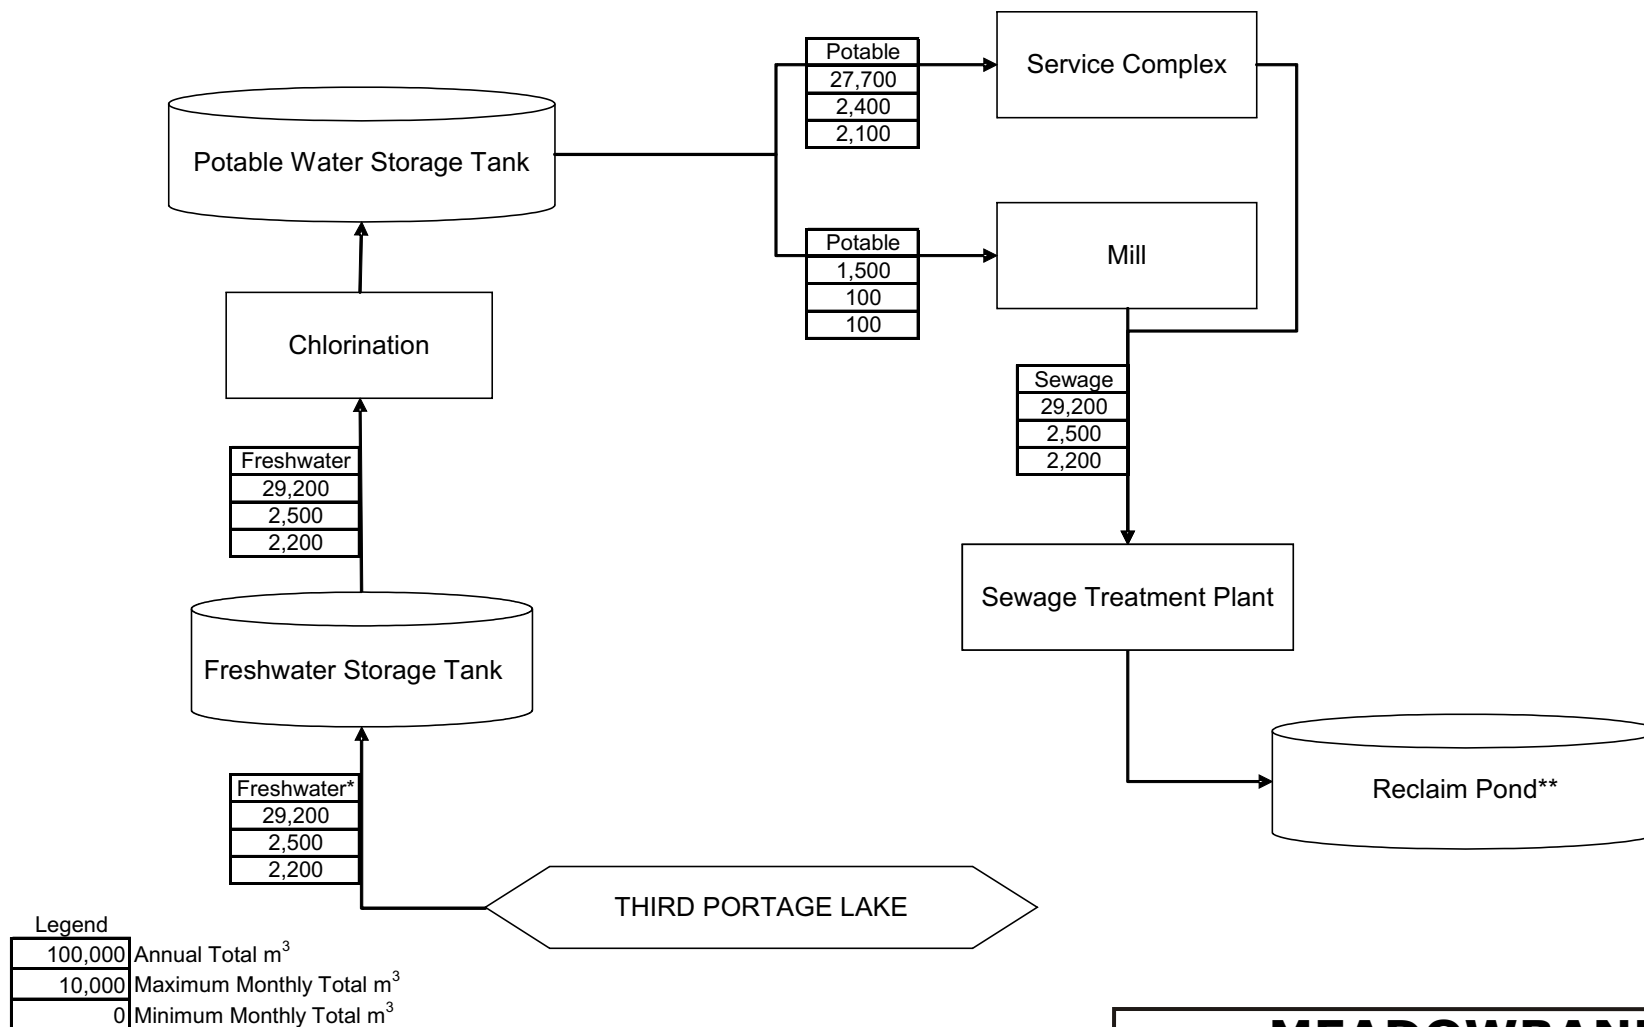 Potable
27,700
2,400
2,100
Service Complex
Potable Water Storage Tank
Potable
1,500
100
100
Mill
Chlorination
Sewage
29,200
2,500
2,200
Freshwater
29,200
2,500
2,200
Sewage Treatment Plant
Freshwater Storage Tank
Freshwater*
29,200
2,500
2,200
Reclaim Pond**
THIRD PORTAGE LAKE
Legend
100,000 Annual Total m³
10,000 Maximum Monthly Total m³
0 Minimum Monthly Total m³